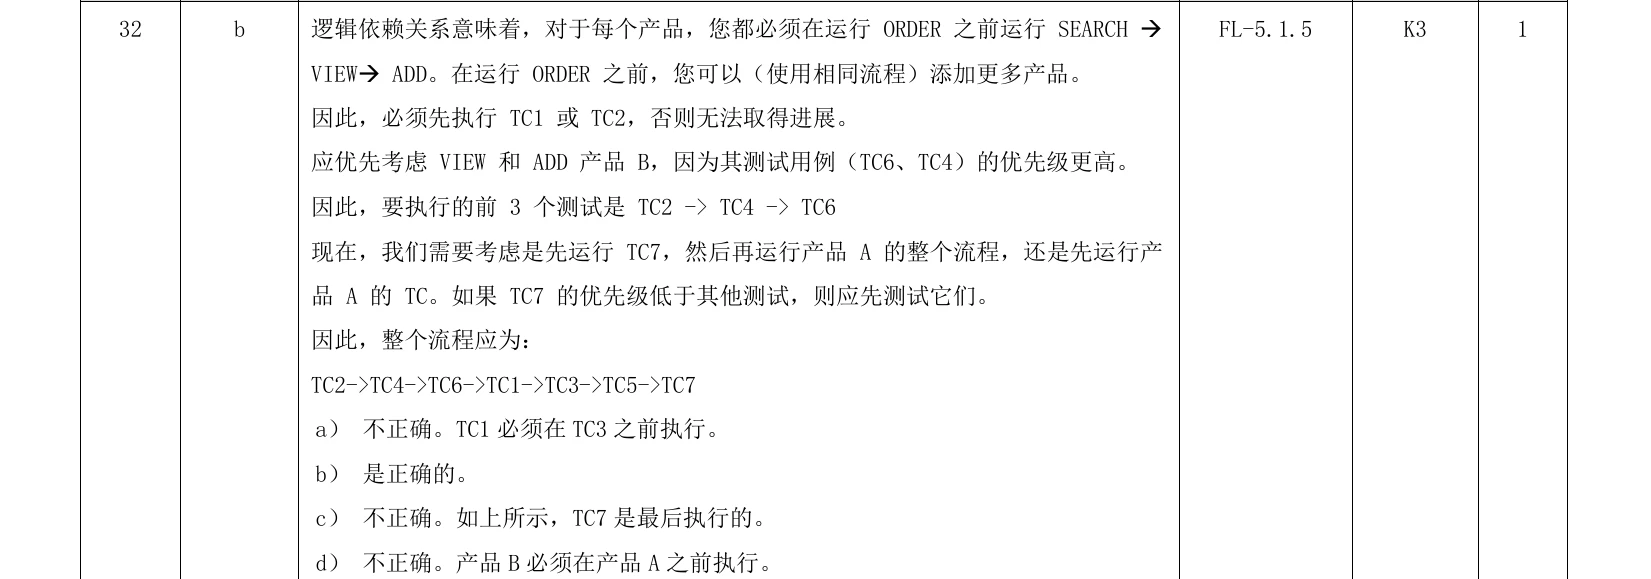 32 b 逻辑依赖关系意味着，对于每个产品，您都必须在运行 ORDER 之前运行 SEARCH → FL-5.1.5 K3 1
VIEW→ ADD。在运行 ORDER 之前，您可以（使用相同流程）添加更多产品。
因此，必须先执行 TC1 或 TC2，否则无法取得进展。
应优先考虑 VIEW 和 ADD 产品 B，因为其测试用例（TC6、TC4）的优先级更高。
因此，要执行的前 3 个测试是 TC2 -> TC4 -> TC6
现在，我们需要考虑是先运行 TC7，然后再运行产品 A 的整个流程，还是先运行产
品 A 的 TC。如果 TC7 的优先级低于其他测试，则应先测试它们。
因此，整个流程应为：
TC2->TC4->TC6->TC1->TC3->TC5->TC7
a） 不正确。TC1 必须在 TC3 之前执行。
b） 是正确的。
c） 不正确。如上所示，TC7 是最后执行的。
d） 不正确。产品 B 必须在产品 A 之前执行。